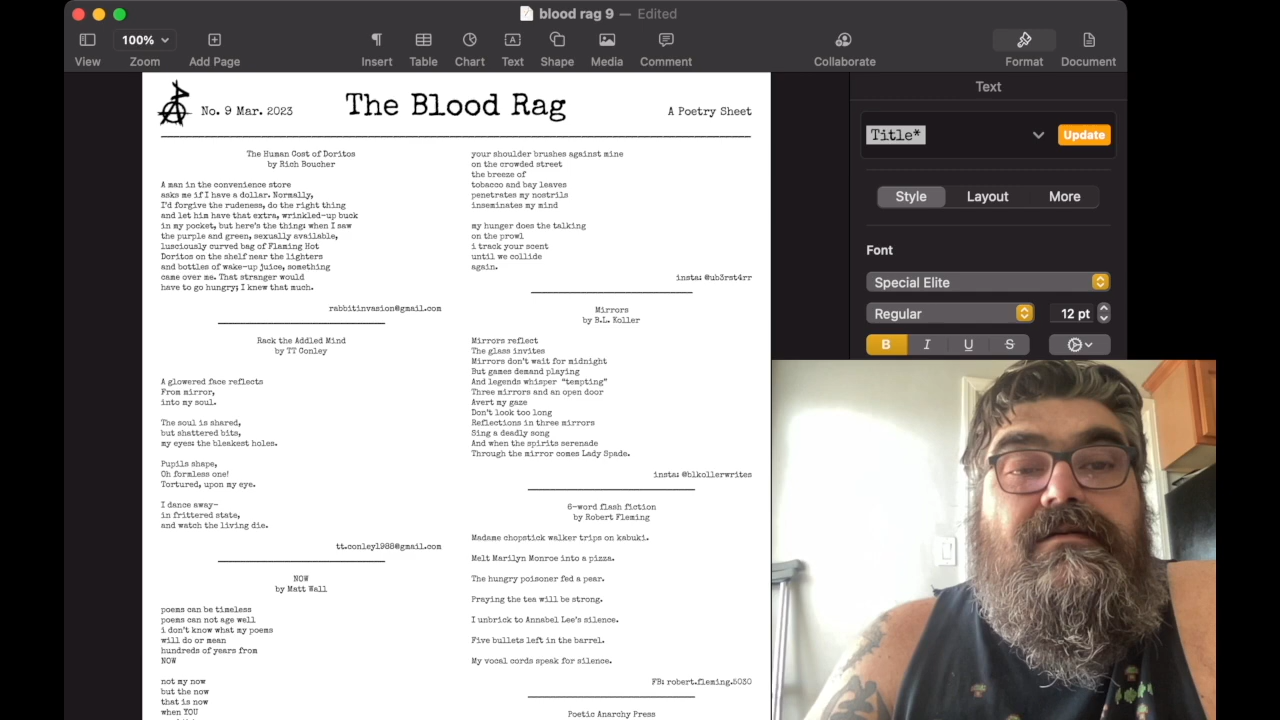 blood rag 9 — Edited
100%
View
Zoom
Add Page
Insert
Table
Chart
Text
Shape
Media
Comment
Collaborate
Format
Document
No. 9 Mar. 2023
The Blood Rag
A Poetry Sheet
The Human Cost of Doritos
by Rich Boucher
A man in the convenience store
asks me if I have a dollar. Normally,
I'd forgive the rudeness, do the right thing
and let him have that extra, wrinkled-up buck
in my pocket, but here's the thing: when I saw
the purple and green, sexually available,
lusciously curved bag of Flaming Hot
Doritos on the shelf near the lighters
and bottles of wake-up juice, something
came over me. That stranger would
have to go hungry; I knew that much.
rabbitinvasion@gmail.com
Rack the Addled Mind
by TT Conley
A glowered face reflects
From mirror,
into my soul.
The soul is shared,
but shattered bits,
my eyes: the bleakest holes.
Pupils shape,
Oh formless one!
Tortured, upon my eye.
I dance away-
in frittered state,
and watch the living die.
tt.conley1988@gmail.com
NOW
by Matt Wall
poems can be timeless
poems can not age well
i don't know what my poems
will do or mean
hundreds of years from
NOW
not my now
but the now
that is now
when YOU
your shoulder brushes against mine
on the crowded street
the breeze of
tobacco and bay leaves
penetrates my nostrils
inseminates my mind
my hunger does the talking
on the prowl
i track your scent
until we collide
again.
insta: @ub3rst4rr
Mirrors
by B.L. Koller
Mirrors reflect
The glass invites
Mirrors don't wait for midnight
But games demand playing
And legends whisper "tempting"
Three mirrors and an open door
Avert my gaze
Don't look too long
Reflections in three mirrors
Sing a deadly song
And when the spirits serenade
Through the mirror comes Lady Spade.
insta: @blkollerwrites
6-word flash fiction
by Robert Fleming
Madame chopstick walker trips on kabuki.
Melt Marilyn Monroe into a pizza.
The hungry poisoner fed a pear.
Praying the tea will be strong.
I unbrick to Annabel Lee's silence.
Five bullets left in the barrel.
My vocal cords speak for silence.
FB: robert.fleming.5030
Poetic Anarchy Press
Text
Title*
Update
Style
Layout
More
Font
Special Elite
Regular
12 pt
B
I
U
S